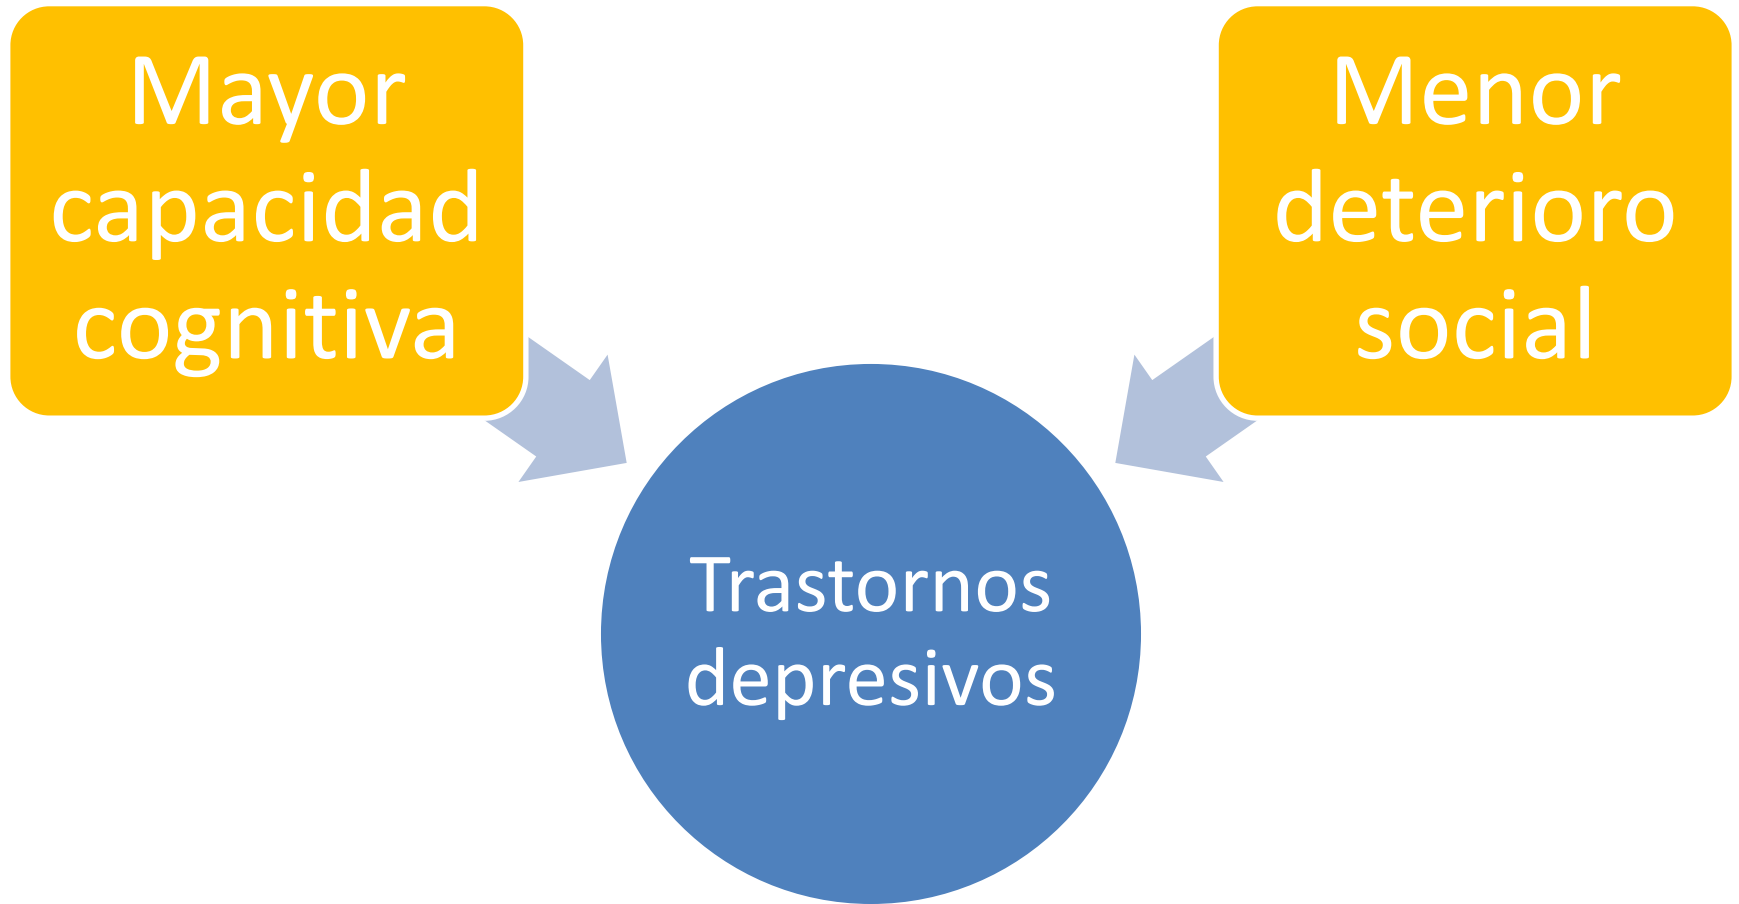 Mayor
capacidad
cognitiva
Menor
deterioro
social
Trastornos
depresivos